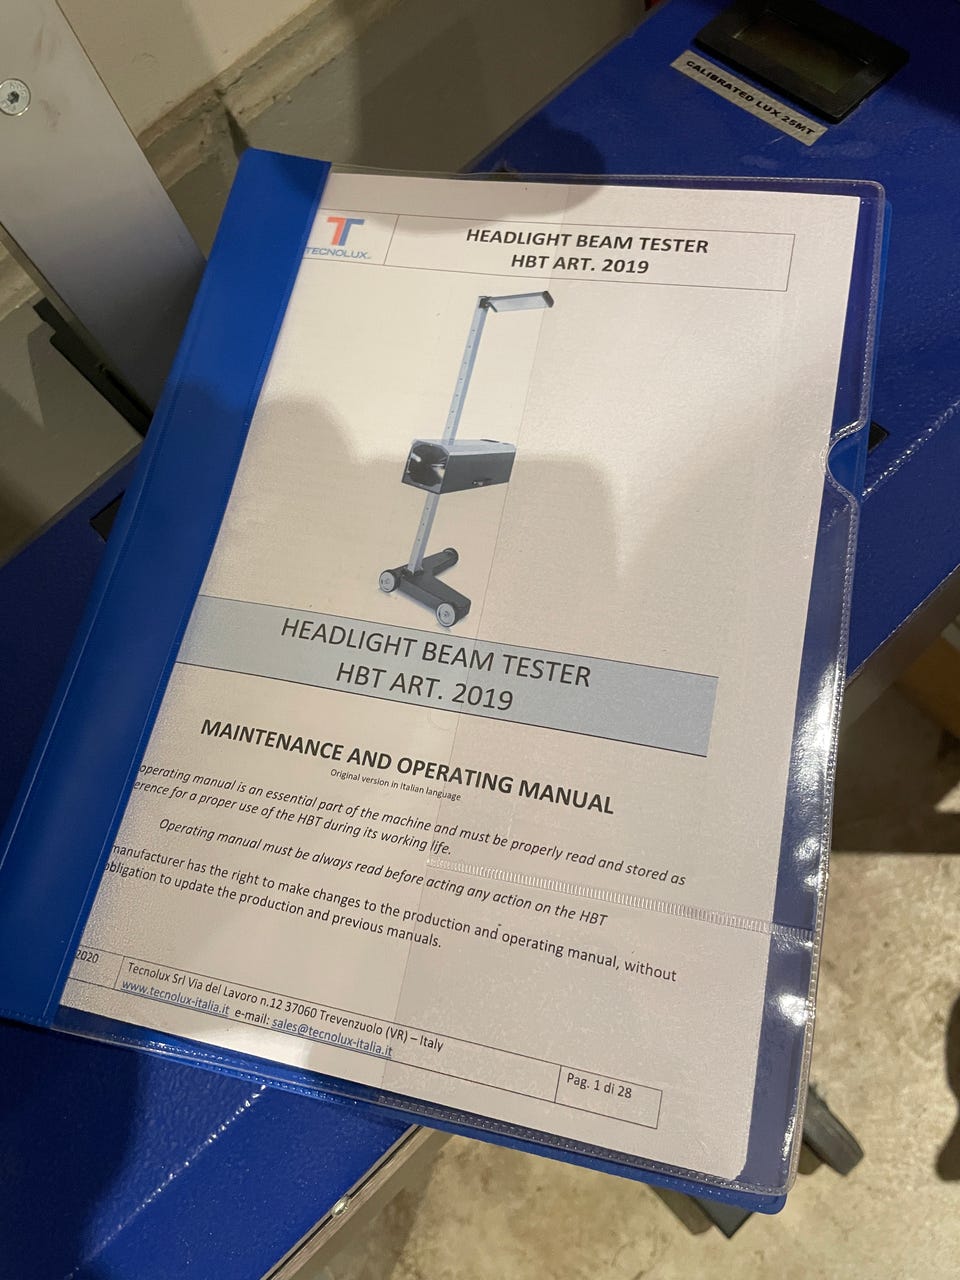 CALIBRATED LUX 25MT
TECNOLUX
HEADLIGHT BEAM TESTER
HBT ART. 2019
HEADLIGHT BEAM TESTER
HBT ART. 2019
MAINTENANCE AND OPERATING MANUAL
Original version in Italian language
operating manual is an essential part of the machine and must be properly read and stored as
erence for a proper use of the HBT during its working life.
Operating manual must be always read before acting any action on the HBT
manufacturer has the right to make changes to the production and operating manual, without
obligation to update the production and previous manuals.
2020
Tecnolux Srl Via del Lavoro n.12 37060 Trevenzuolo (VR) – Italy
www.tecnolux-italia.it e-mail: sales@tecnolux-italia.it
Pag. 1 di 28